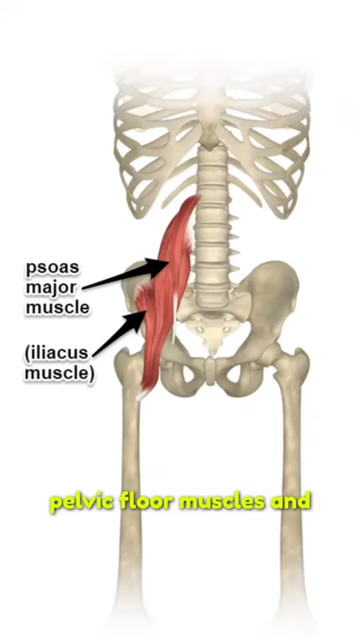 psoas
major
muscle
(iliacus
muscle)
pelvic floor muscles and